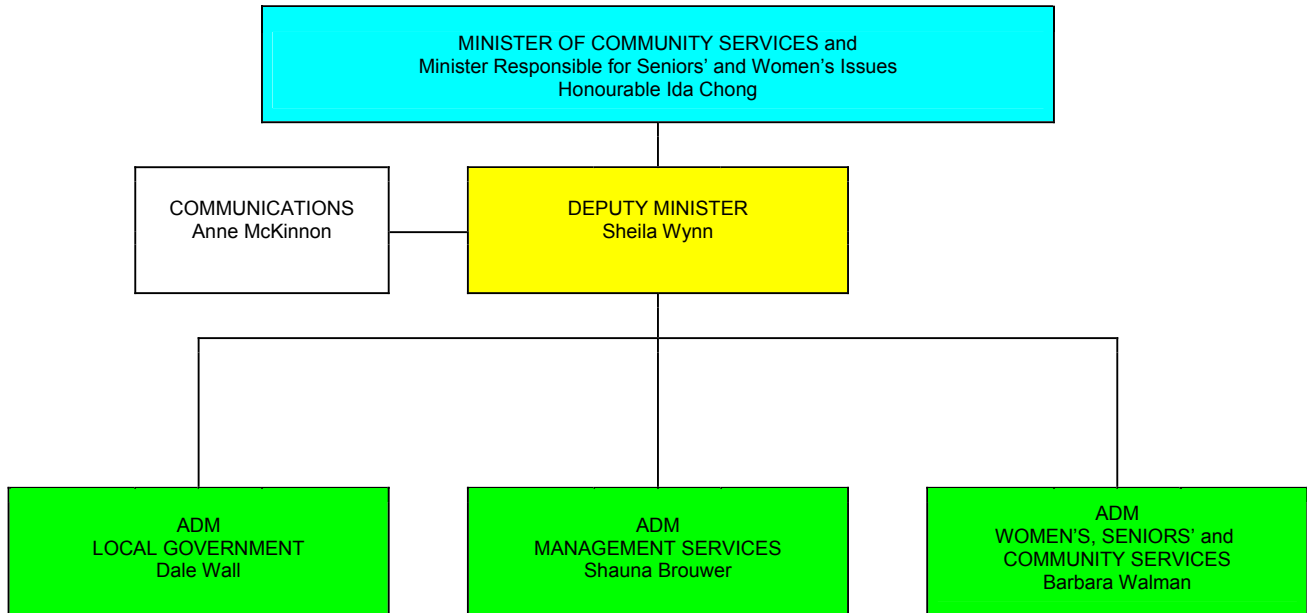 MINISTER OF COMMUNITY SERVICES and
Minister Responsible for Seniors' and Women's Issues
Honourable Ida Chong
COMMUNICATIONS
Anne McKinnon
DEPUTY MINISTER
Sheila Wynn
ADM
LOCAL GOVERNMENT
Dale Wall
ADM
MANAGEMENT SERVICES
Shauna Brouwer
ADM
WOMEN'S, SENIORS' and
COMMUNITY SERVICES
Barbara Walman